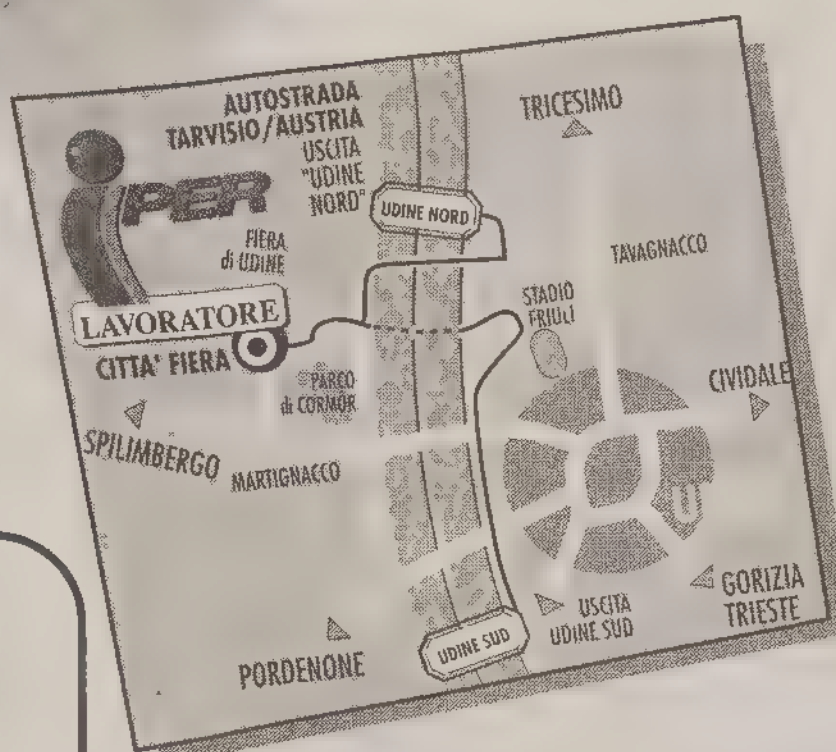 AUTOSTRADA
TARVISIO/AUSTRIA
USCITA
"UDINE
NORD"
TRICESIMO
iPER
UDINE NORD
FIERA
di UDINE
TAVAGNACCO
STADIO
FRIULI
LAVORATORE
CITTA' FIERA
PARCO
di CORMÔR
CIVIDALE
SPILIMBERGO
MARTIGNACCO
U
GORIZIA
TRIESTE
USCITA
UDINE SUD
UDINE SUD
PORDENONE